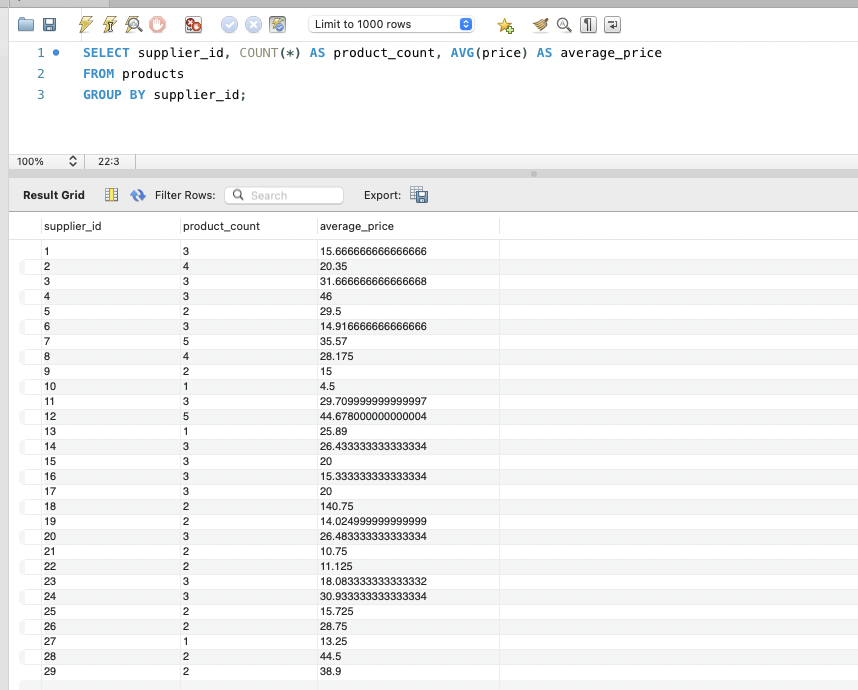 Limit to 1000 rows
1 SELECT supplier_id, COUNT(*) AS product_count, AVG(price) AS average_price
2 FROM products
3 GROUP BY supplier_id;
100% 22:3
Result Grid Filter Rows: Search Export:
supplier_id product_count average_price
1 3 15.666666666666666
2 4 20.35
3 3 31.666666666666668
4 3 46
5 2 29.5
6 3 14.916666666666666
7 5 35.57
8 4 28.175
9 2 15
10 1 4.5
11 3 29.709999999999997
12 5 44.678000000000004
13 1 25.89
14 3 26.433333333333334
15 3 20
16 3 15.333333333333334
17 3 20
18 2 140.75
19 2 14.024999999999999
20 3 26.483333333333334
21 2 10.75
22 2 11.125
23 3 18.083333333333332
24 3 30.933333333333334
25 2 15.725
26 2 28.75
27 1 13.25
28 2 44.5
29 2 38.9